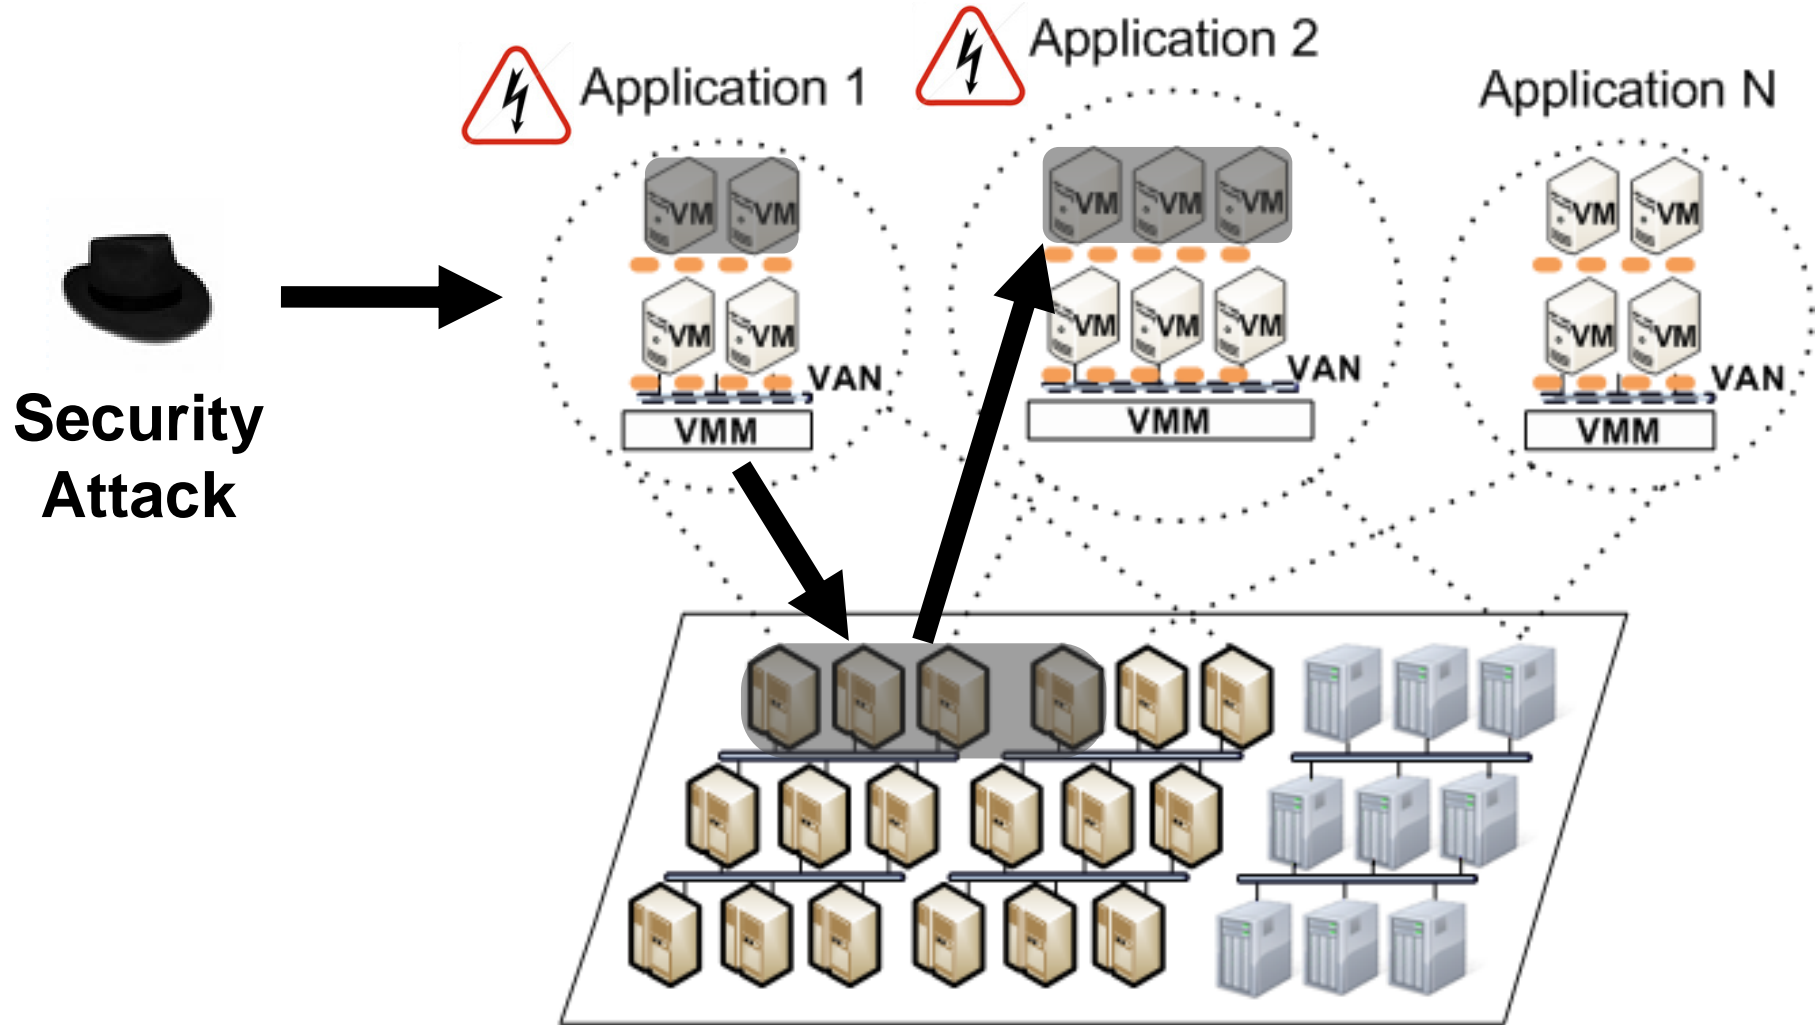 Application 1
Application 2
Application N
VM VM
VM VM VM
VM VM
VM VM
VM VM VM
VM VM
VAN
VAN
VAN
VMM
VMM
VMM
Security
Attack